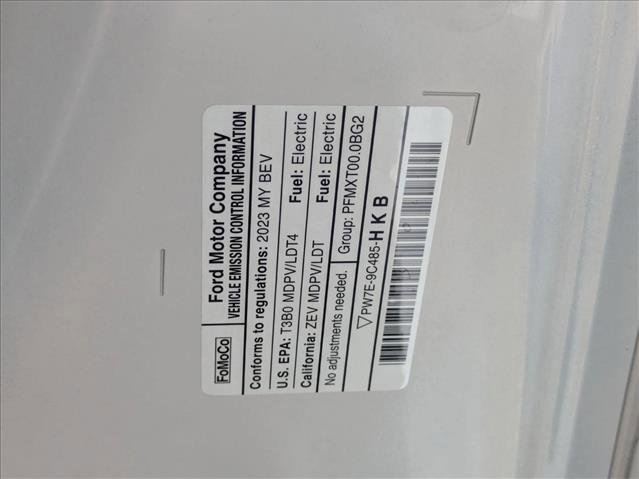 FoMoCo
Ford Motor Company
VEHICLE EMISSION CONTROL INFORMATION
Conforms to regulations: 2023 MY BEV
U.S. EPA: T3B0 MDPV/LDT4 Fuel: Electric
California: ZEV MDPV/LDT Fuel: Electric
No adjustments needed. Group: PFMXT00.0BG2
▽PW7E-9C485-HKB